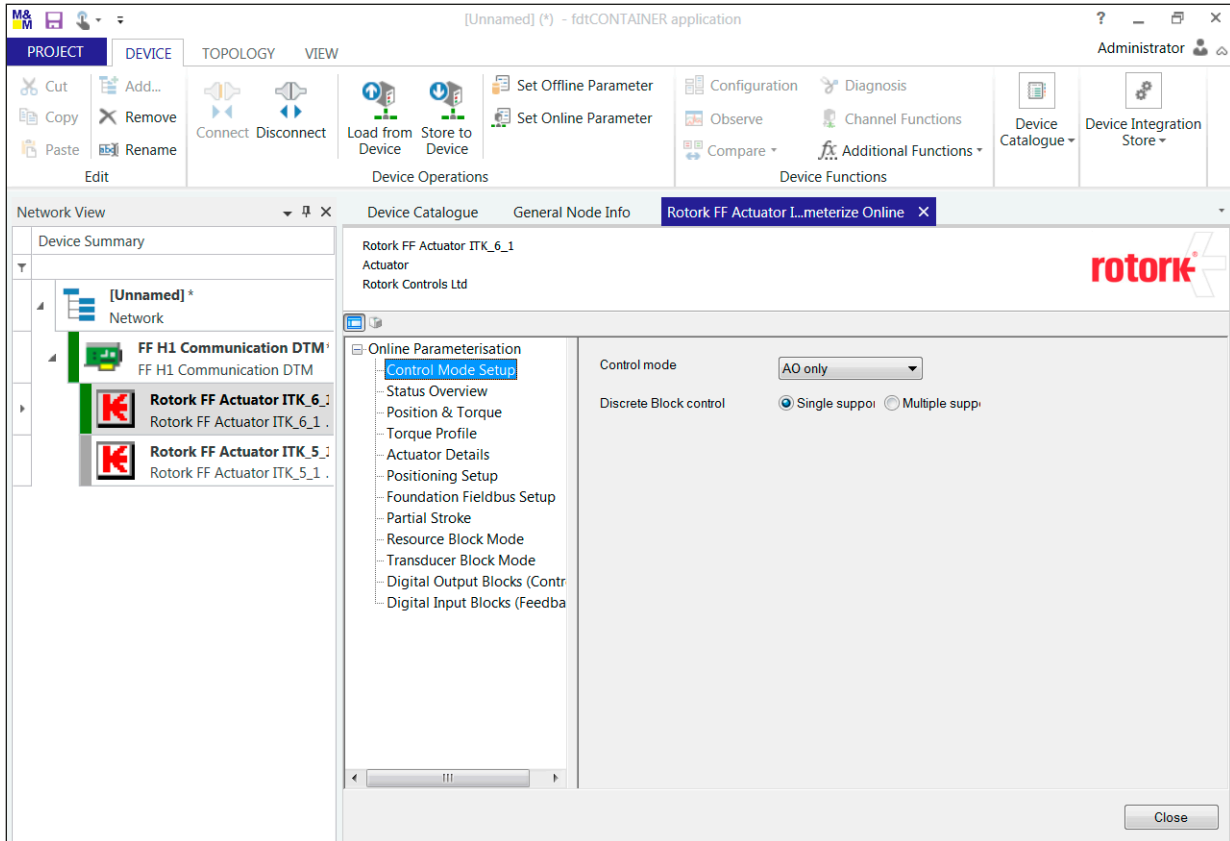 M&M
[Unnamed] (*) - fdtCONTAINER application
?
PROJECT DEVICE TOPOLOGY VIEW
Administrator
Cut Add...
Copy Remove
Paste Rename
Edit
Connect Disconnect
Load from Device
Store to Device
Set Offline Parameter
Set Online Parameter
Device Operations
Configuration Diagnosis
Observe Channel Functions
Compare fx Additional Functions
Device Functions
Device Catalogue
Device Integration Store
Network View
Device Summary
[Unnamed] *
Network
FF H1 Communication DTM*
FF H1 Communication DTM
Rotork FF Actuator ITK_6_1
Rotork FF Actuator ITK_6_1 .
Rotork FF Actuator ITK_5_1
Rotork FF Actuator ITK_5_1 .
Device Catalogue General Node Info Rotork FF Actuator I...meterize Online
Rotork FF Actuator ITK_6_1
Actuator
Rotork Controls Ltd
rotork
Online Parameterisation
Control Mode Setup
Status Overview
Position & Torque
Torque Profile
Actuator Details
Positioning Setup
Foundation Fieldbus Setup
Partial Stroke
Resource Block Mode
Transducer Block Mode
Digital Output Blocks (Contr
Digital Input Blocks (Feedba
Control mode AO only
Discrete Block control Single suppor Multiple supp
Close